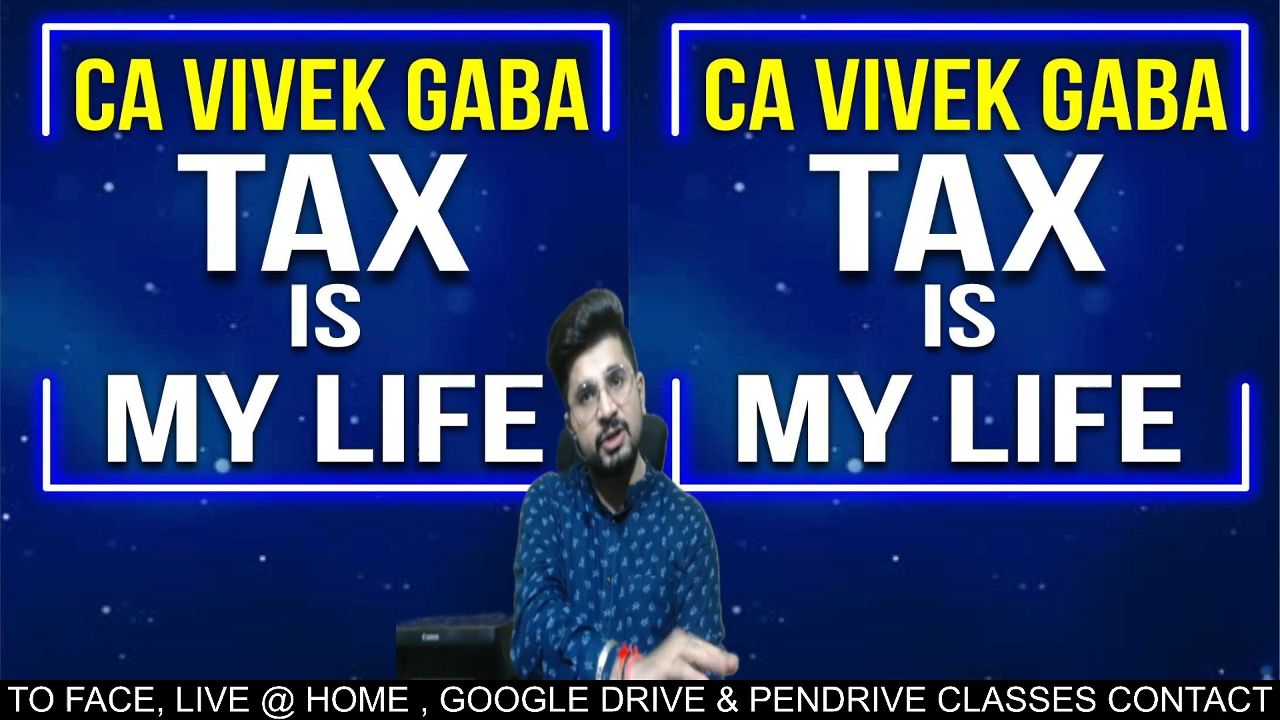 CA VIVEK GABA
TAX
IS
MY LIFE
CA VIVEK GABA
TAX
IS
MY LIFE
Canon
TO FACE, LIVE @ HOME , GOOGLE DRIVE & PENDRIVE CLASSES CONTACT